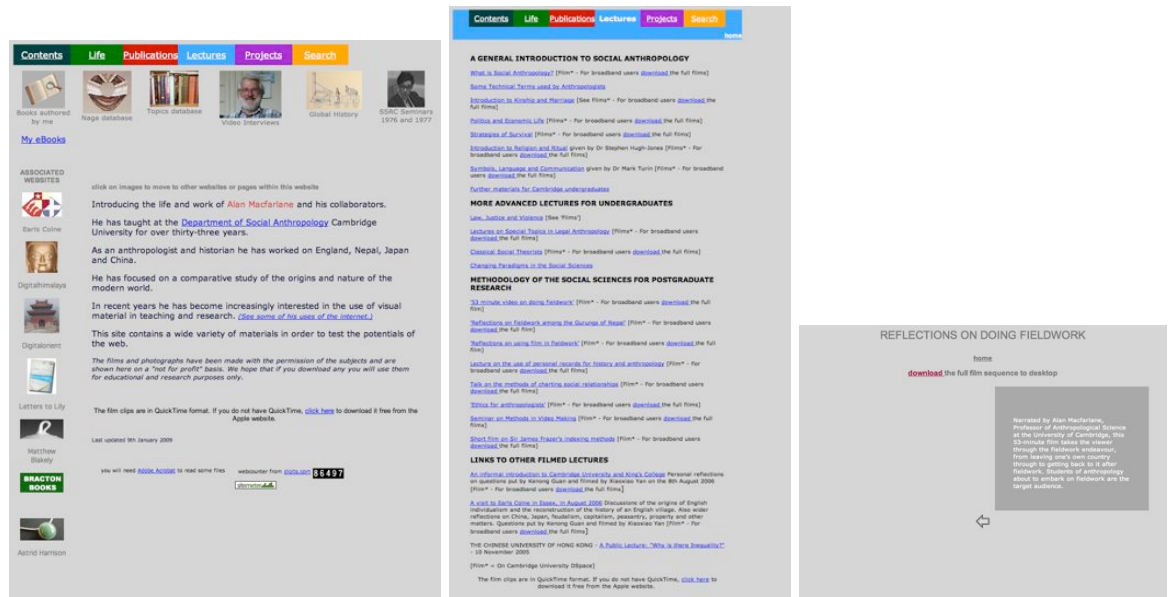 Contents Life Publications Lectures Projects Search
Books authored
by me
Naga database
Topics database
Video Interviews
Global History
SSRC Seminars
1976 and 1977
My eBooks
ASSOCIATED
WEBSITES
Earls Colne
Digitalhimalaya
Digitalorient
Letters to Lily
Matthew
Blakely
BRACTON
BOOKS
Astrid Harrison
click on images to move to other websites or pages within this website
Introducing the life and work of Alan Macfarlane and his collaborators.
He has taught at the Department of Social Anthropology Cambridge
University for over thirty-three years.
As an anthropologist and historian he has worked on England, Nepal, Japan
and China.
He has focused on a comparative study of the origins and nature of the
modern world.
In recent years he has become increasingly interested in the use of visual
material in teaching and research. (See some of his uses of the internet.)
This site contains a wide variety of materials in order to test the potentials of
the web.
The films and photographs have been made with the permission of the subjects and are
shown here on a "not for profit" basis. We hope that if you download any you will use them
for educational and research purposes only.
The film clips are in QuickTime format. If you do not have QuickTime, click here to download it free from the
Apple website.
Last updated 9th January 2009
you will need Adobe Acrobat to read some files
webcounter from digits.com 86497
Contents Life Publications Lectures Projects Search
home
A GENERAL INTRODUCTION TO SOCIAL ANTHROPOLOGY
What is Social Anthropology? [Film* - For broadband users download the full films]
Some Technical Terms used by Anthropologists
Introduction to Kinship and Marriage [See Films* - For broadband users download the
full films]
Politics and Economic Life [Films* - For broadband users download the full films]
Strategies of Survival [Films* - For broadband users download the full films]
Introduction to Religion and Ritual given by Dr Stephen Hugh-Jones [Films* - For
broadband users download the full films]
Symbols, Language and Communication given by Dr Mark Turin [Films* - For broadband
users download the full films]
Further materials for Cambridge undergraduates
MORE ADVANCED LECTURES FOR UNDERGRADUATES
Law, Justice and Violence [See 'Films']
Lectures on Special Topics in Legal Anthropology [Film* - For broadband users
download the full films]
Classical Social Theorists [Films* - For broadband users download the full films]
Changing Paradigms in the Social Sciences
METHODOLOGY OF THE SOCIAL SCIENCES FOR POSTGRADUATE
RESEARCH
'53 minute video on doing fieldwork' [Film* - For broadband users download the full
film]
'Reflections on fieldwork among the Gurungs of Nepal' [Film* - For broadband users
download the full film]
'Reflections on using film in fieldwork' [Film* - For broadband users download the full
film]
Lecture on the use of personal records for history and anthropology [Film* - For
broadband users download the full films]
Talk on the methods of charting social relationships [Film* - For broadband users
download the full films]
'Ethics for anthropologists' [Film* - For broadband users download the full films]
Seminar on Methods in Video Making [Film* - For broadband users download the full
films]
Short film on Sir James Frazer's indexing methods [Film* - For broadband users
download the full films]
LINKS TO OTHER FILMED LECTURES
An informal introduction to Cambridge University and King's College Personal reflections
on questions put by Kenong Guan and filmed by Xiaoxiao Yan on the 8th August 2006
[Film* - For broadband users download the full films]
A visit to Earls Colne in Essex, in August 2006 Discussions of the origins of English
individualism and the reconstruction of the history of an English village. Also wider
reflections on China, Japan, feudalism, capitalism, peasantry, property and other
matters. Questions put by Kenong Guan and filmed by Xiaoxiao Yan [Film* - For
broadband users download the full films]
THE CHINESE UNIVERSITY OF HONG KONG - A Public Lecture: "Why is there Inequality?"
- 10 November 2005
[Film* = On Cambridge University DSpace]
The film clips are in QuickTime format. If you do not have QuickTime, click here to
download it free from the Apple website.
REFLECTIONS ON DOING FIELDWORK
home
download the full film sequence to desktop
Narrated by Alan Macfarlane,
Professor of Anthropological Science
at the University of Cambridge, this
53-minute film takes the viewer
through the fieldwork endeavour,
from leaving one's own country
through to getting back to it after
fieldwork. Students of anthropology
about to embark on fieldwork are the
target audience.